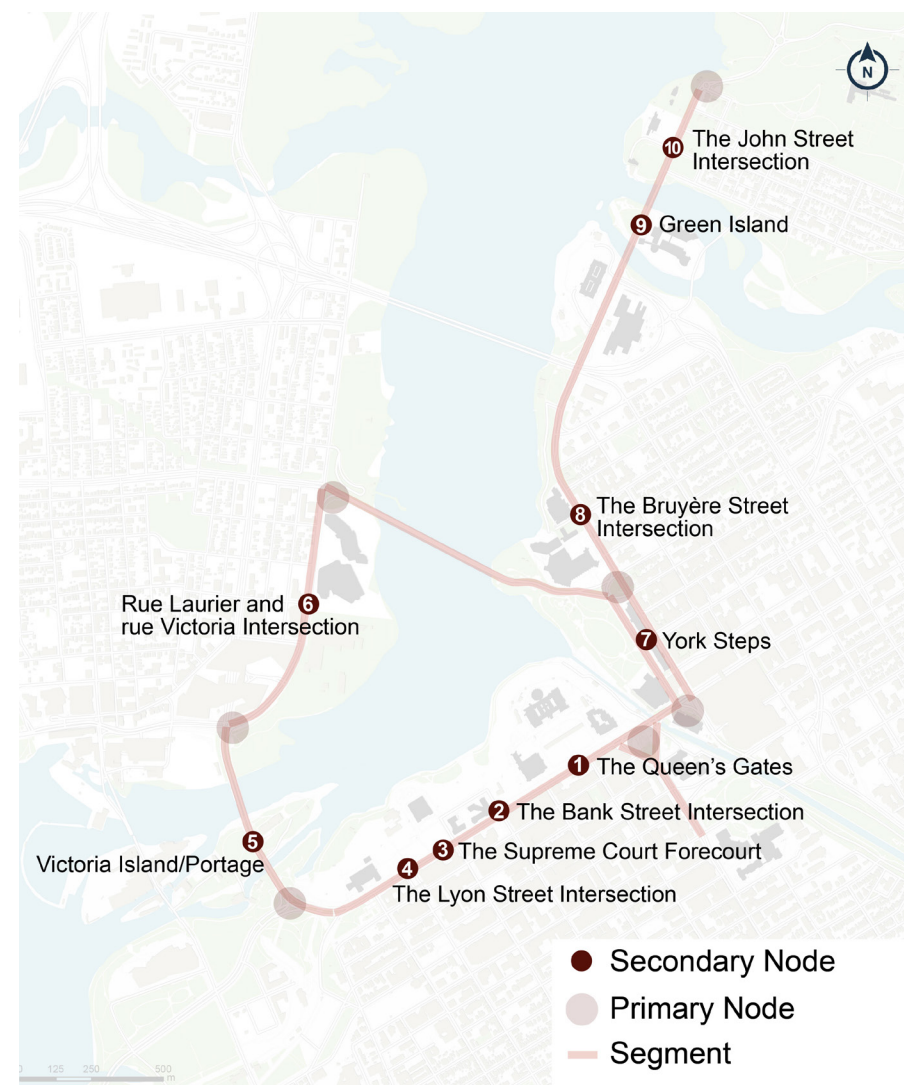 N
10 The John Street
Intersection
9 Green Island
8 The Bruyère Street
Intersection
Rue Laurier and
rue Victoria Intersection
6
7 York Steps
1 The Queen's Gates
2 The Bank Street Intersection
5
Victoria Island/Portage
3 The Supreme Court Forecourt
4
The Lyon Street Intersection
Secondary Node
Primary Node
Segment
0 125 250 500
m